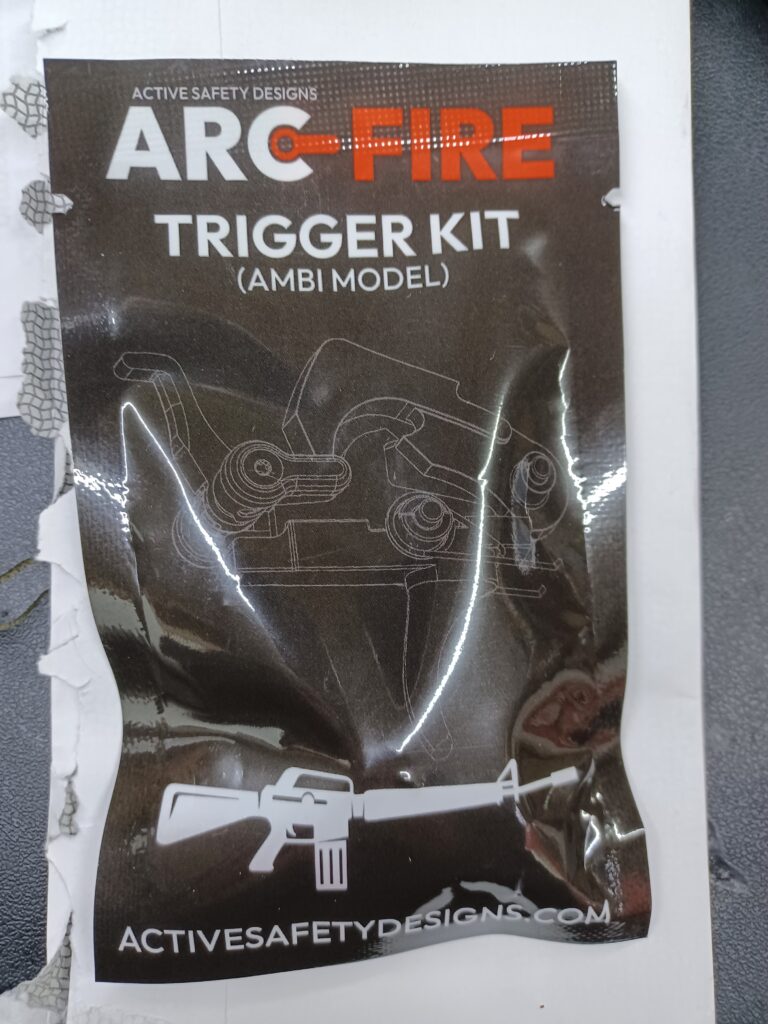 ACTIVE SAFETY DESIGNS
ARC-FIRE
TRIGGER KIT
(AMBI MODEL)
ACTIVESAFETYDESIGNS.COM